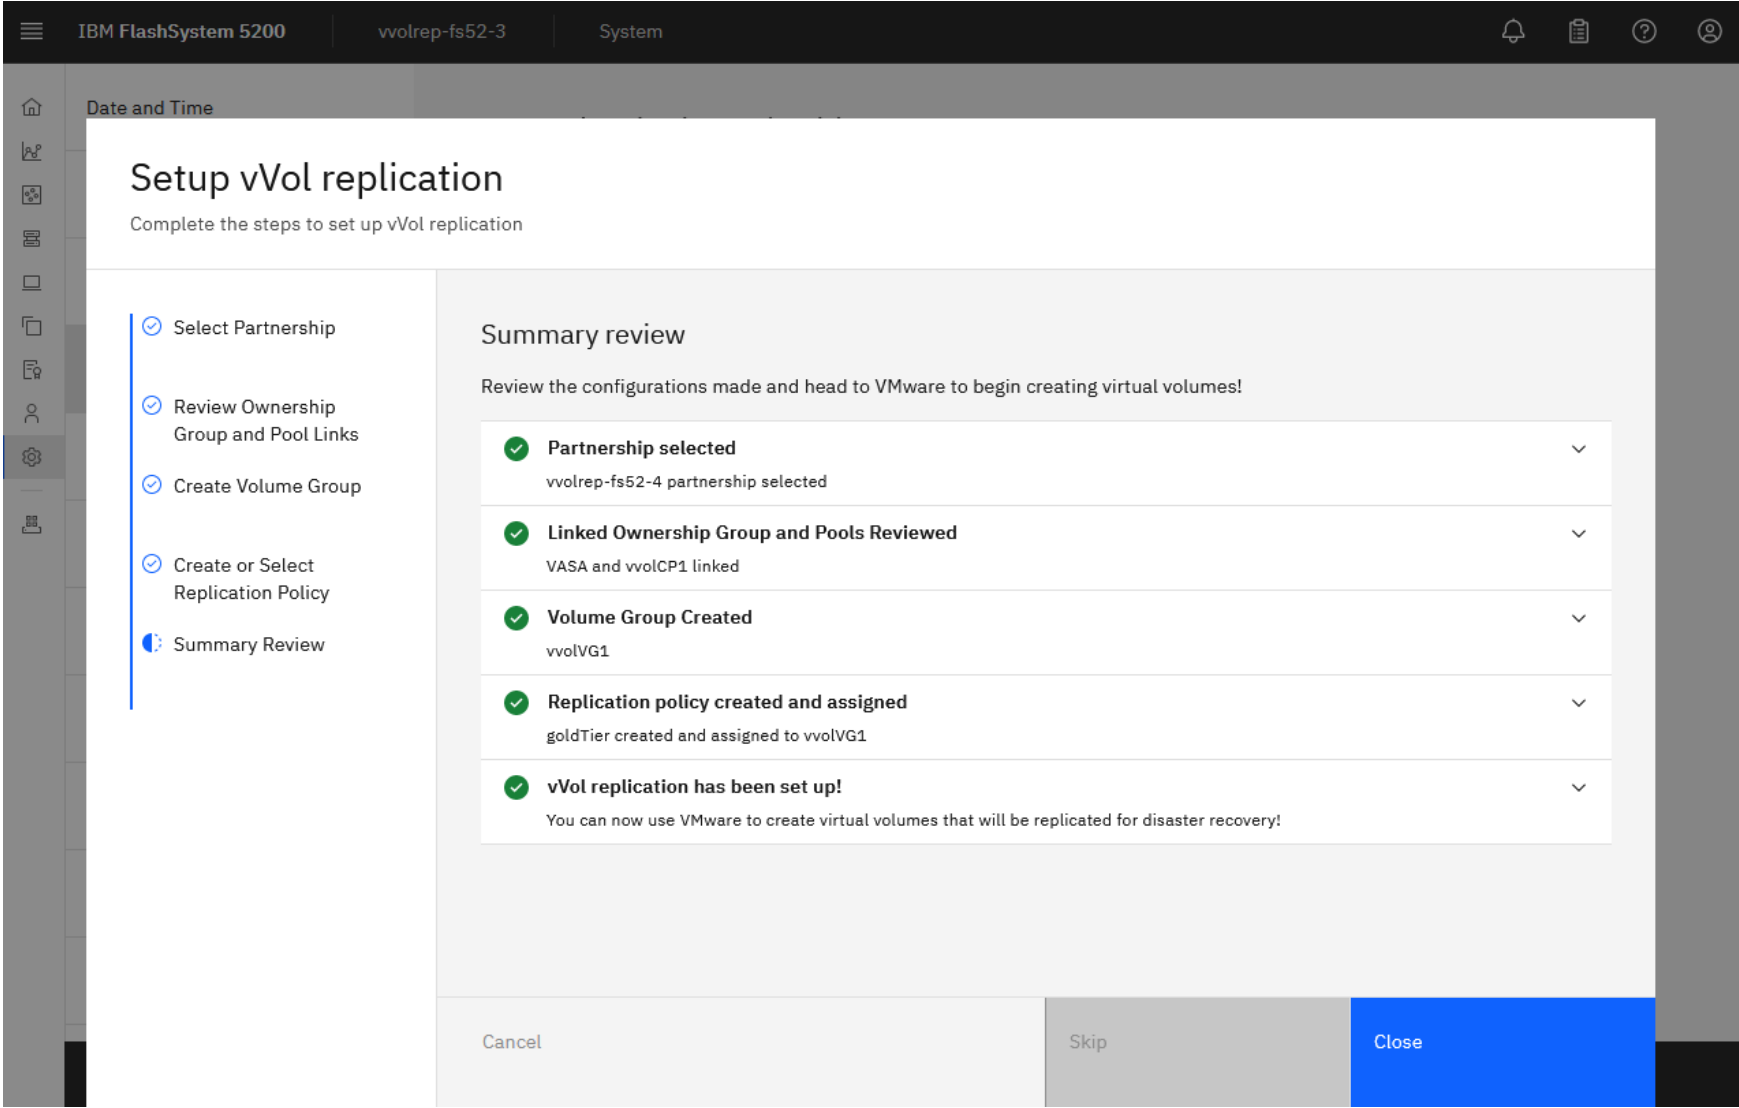 IBM FlashSystem 5200
vvolrep-fs52-3
System
Date and Time
Setup vVol replication
Complete the steps to set up vVol replication
Select Partnership
Review Ownership
Group and Pool Links
Create Volume Group
Create or Select
Replication Policy
Summary Review
Summary review
Review the configurations made and head to VMware to begin creating virtual volumes!
Partnership selected
vvolrep-fs52-4 partnership selected
Linked Ownership Group and Pools Reviewed
VASA and vvolCP1 linked
Volume Group Created
vvolVG1
Replication policy created and assigned
goldTier created and assigned to vvolVG1
vVol replication has been set up!
You can now use VMware to create virtual volumes that will be replicated for disaster recovery!
Cancel
Skip
Close